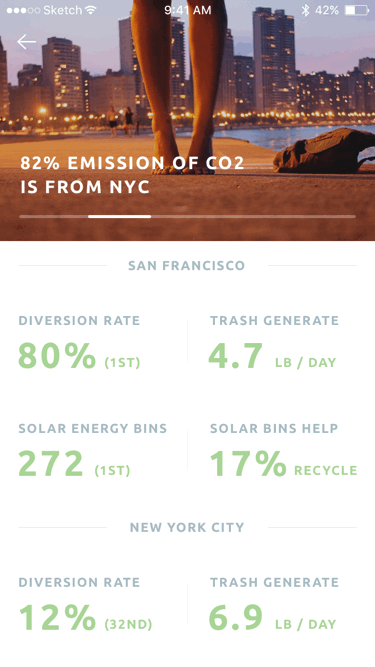 Sketch 9:41 AM 42%
82% EMISSION OF CO2
IS FROM NYC
SAN FRANCISCO
DIVERSION RATE TRASH GENERATE
80% (1ST) 4.7 LB / DAY
SOLAR ENERGY BINS SOLAR BINS HELP
272 (1ST) 17% RECYCLE
NEW YORK CITY
DIVERSION RATE TRASH GENERATE
12% (32ND) 6.9 LB / DAY